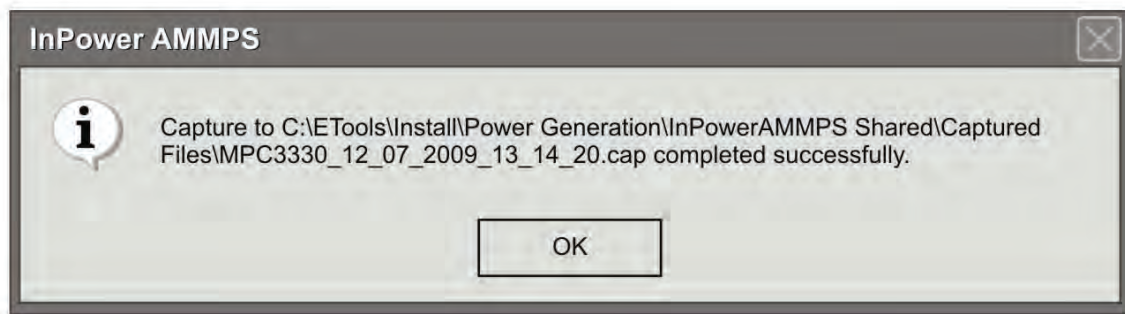 InPower AMMPS
Capture to C:\ETools\Install\Power Generation\InPowerAMMPS Shared\Captured
Files\MPC3330_12_07_2009_13_14_20.cap completed successfully.
OK